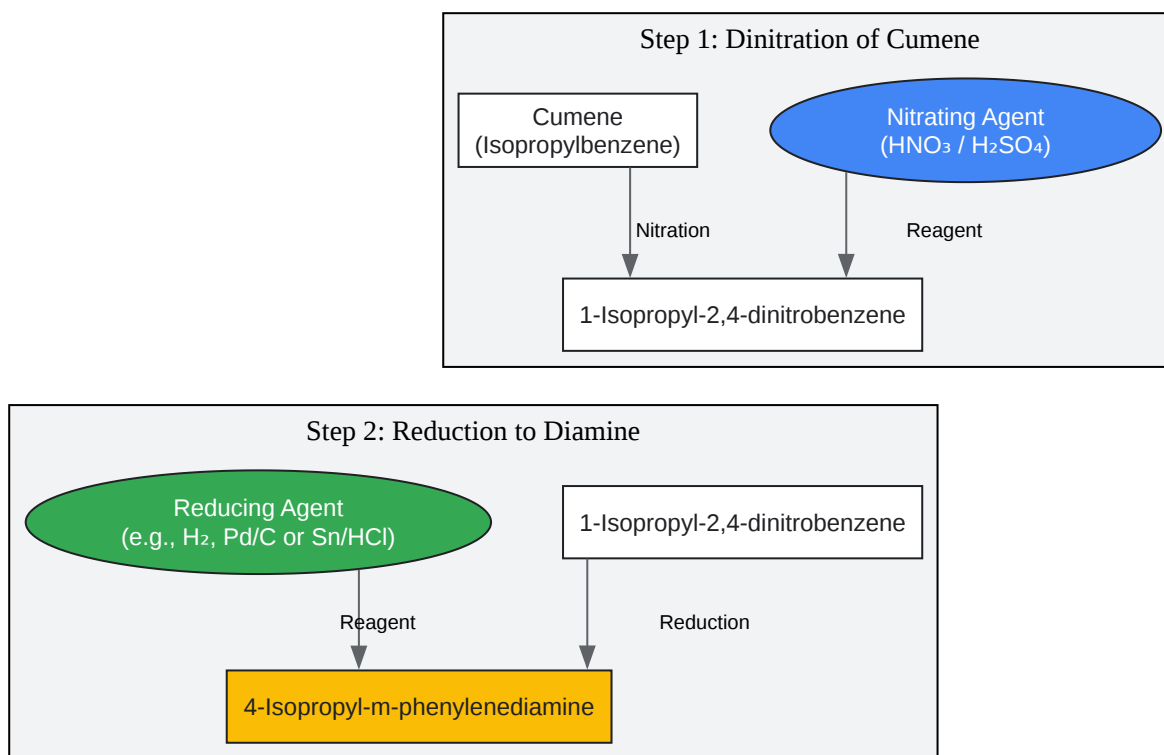 Step 1: Dinitration of Cumene
Cumene
(Isopropylbenzene)
Nitrating Agent
(HNO₃ / H₂SO₄)
Nitration
Reagent
1-Isopropyl-2,4-dinitrobenzene
Step 2: Reduction to Diamine
Reducing Agent
(e.g., H₂, Pd/C or Sn/HCl)
1-Isopropyl-2,4-dinitrobenzene
Reagent
Reduction
4-Isopropyl-m-phenylenediamine